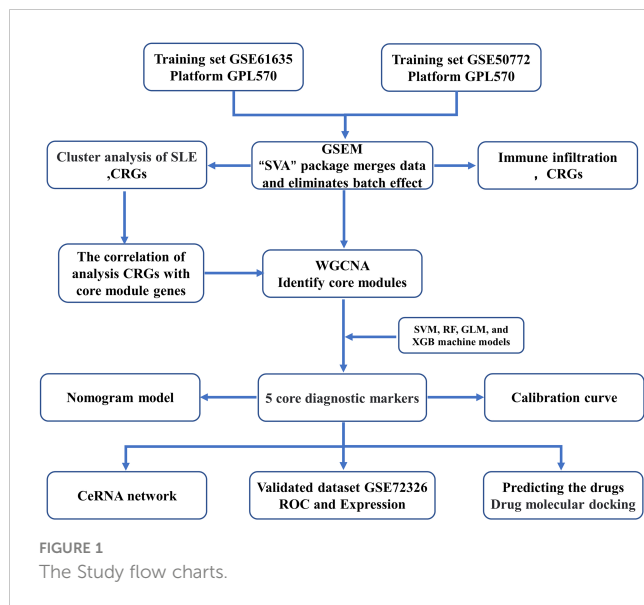 Training set GSE61635
Platform GPL570
Training set GSE50772
Platform GPL570
Cluster analysis of SLE
,CRGs
GSEM
“SVA” package merges data
and eliminates batch effect
Immune infiltration
，CRGs
The correlation of
analysis CRGs with
core module genes
WGCNA
Identify core modules
SVM, RF, GLM, and
XGB machine models
Nomogram model
5 core diagnostic markers
Calibration curve
CeRNA network
Validated dataset GSE72326
ROC and Expression
Predicting the drugs
Drug molecular docking
FIGURE 1
The Study flow charts.